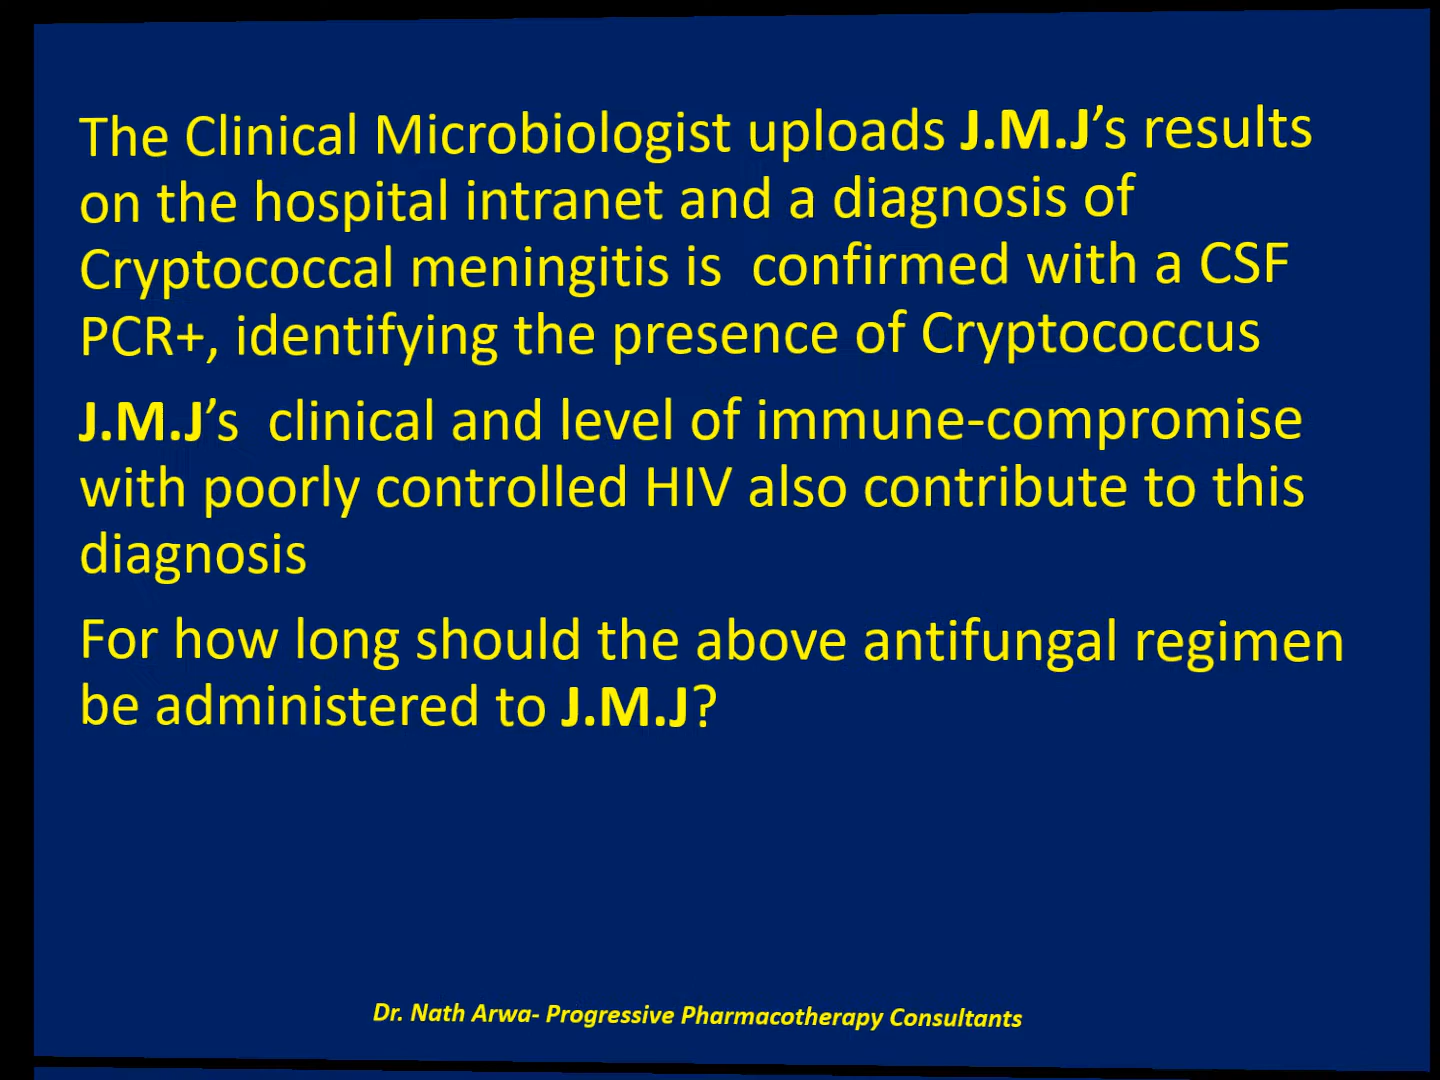 The Clinical Microbiologist uploads J.M.J’s results
on the hospital intranet and a diagnosis of
Cryptococcal meningitis is  confirmed with a CSF
PCR+, identifying the presence of Cryptococcus
J.M.J’s  clinical and level of immune-compromise
with poorly controlled HIV also contribute to this
diagnosis
For how long should the above antifungal regimen
be administered to J.M.J?
Dr. Nath Arwa- Progressive Pharmacotherapy Consultants